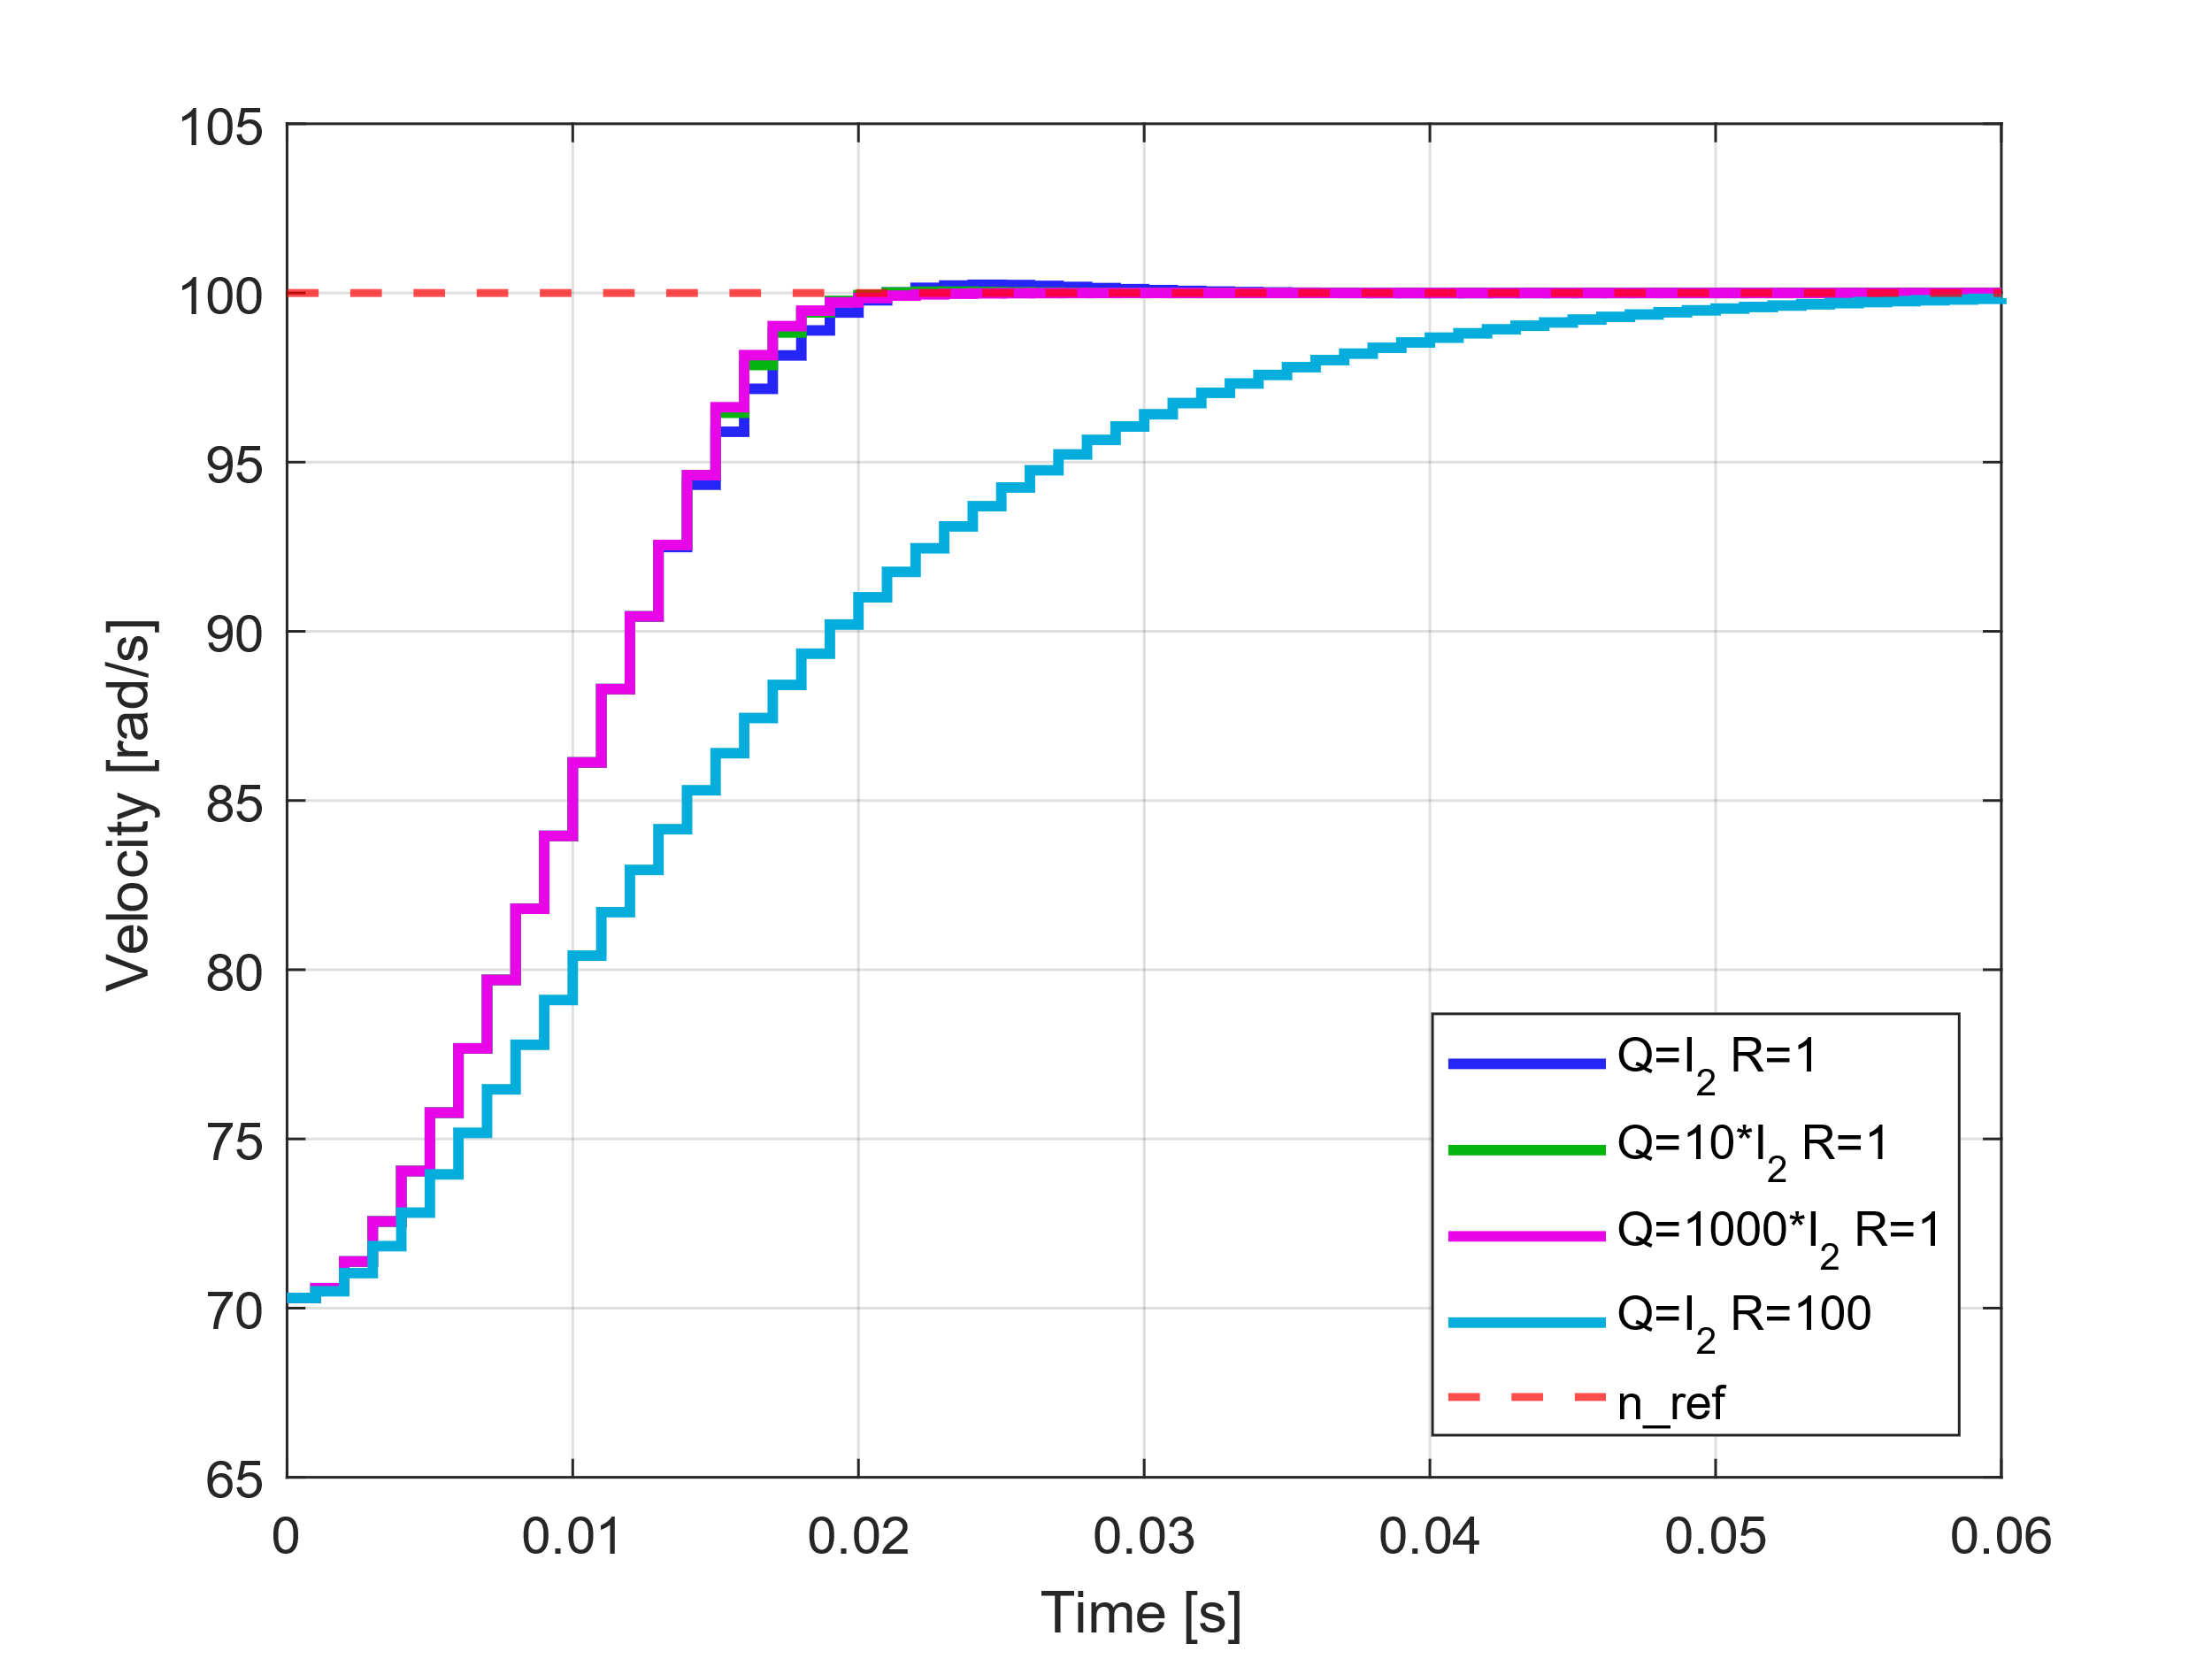 105
100
95
90
85
80
75
70
65
0 0.01 0.02 0.03 0.04 0.05 0.06
Velocity [rad/s]
Time [s]
Q=I₂ R=1
Q=10*I₂ R=1
Q=1000*I₂ R=1
Q=I₂ R=100
n_ref